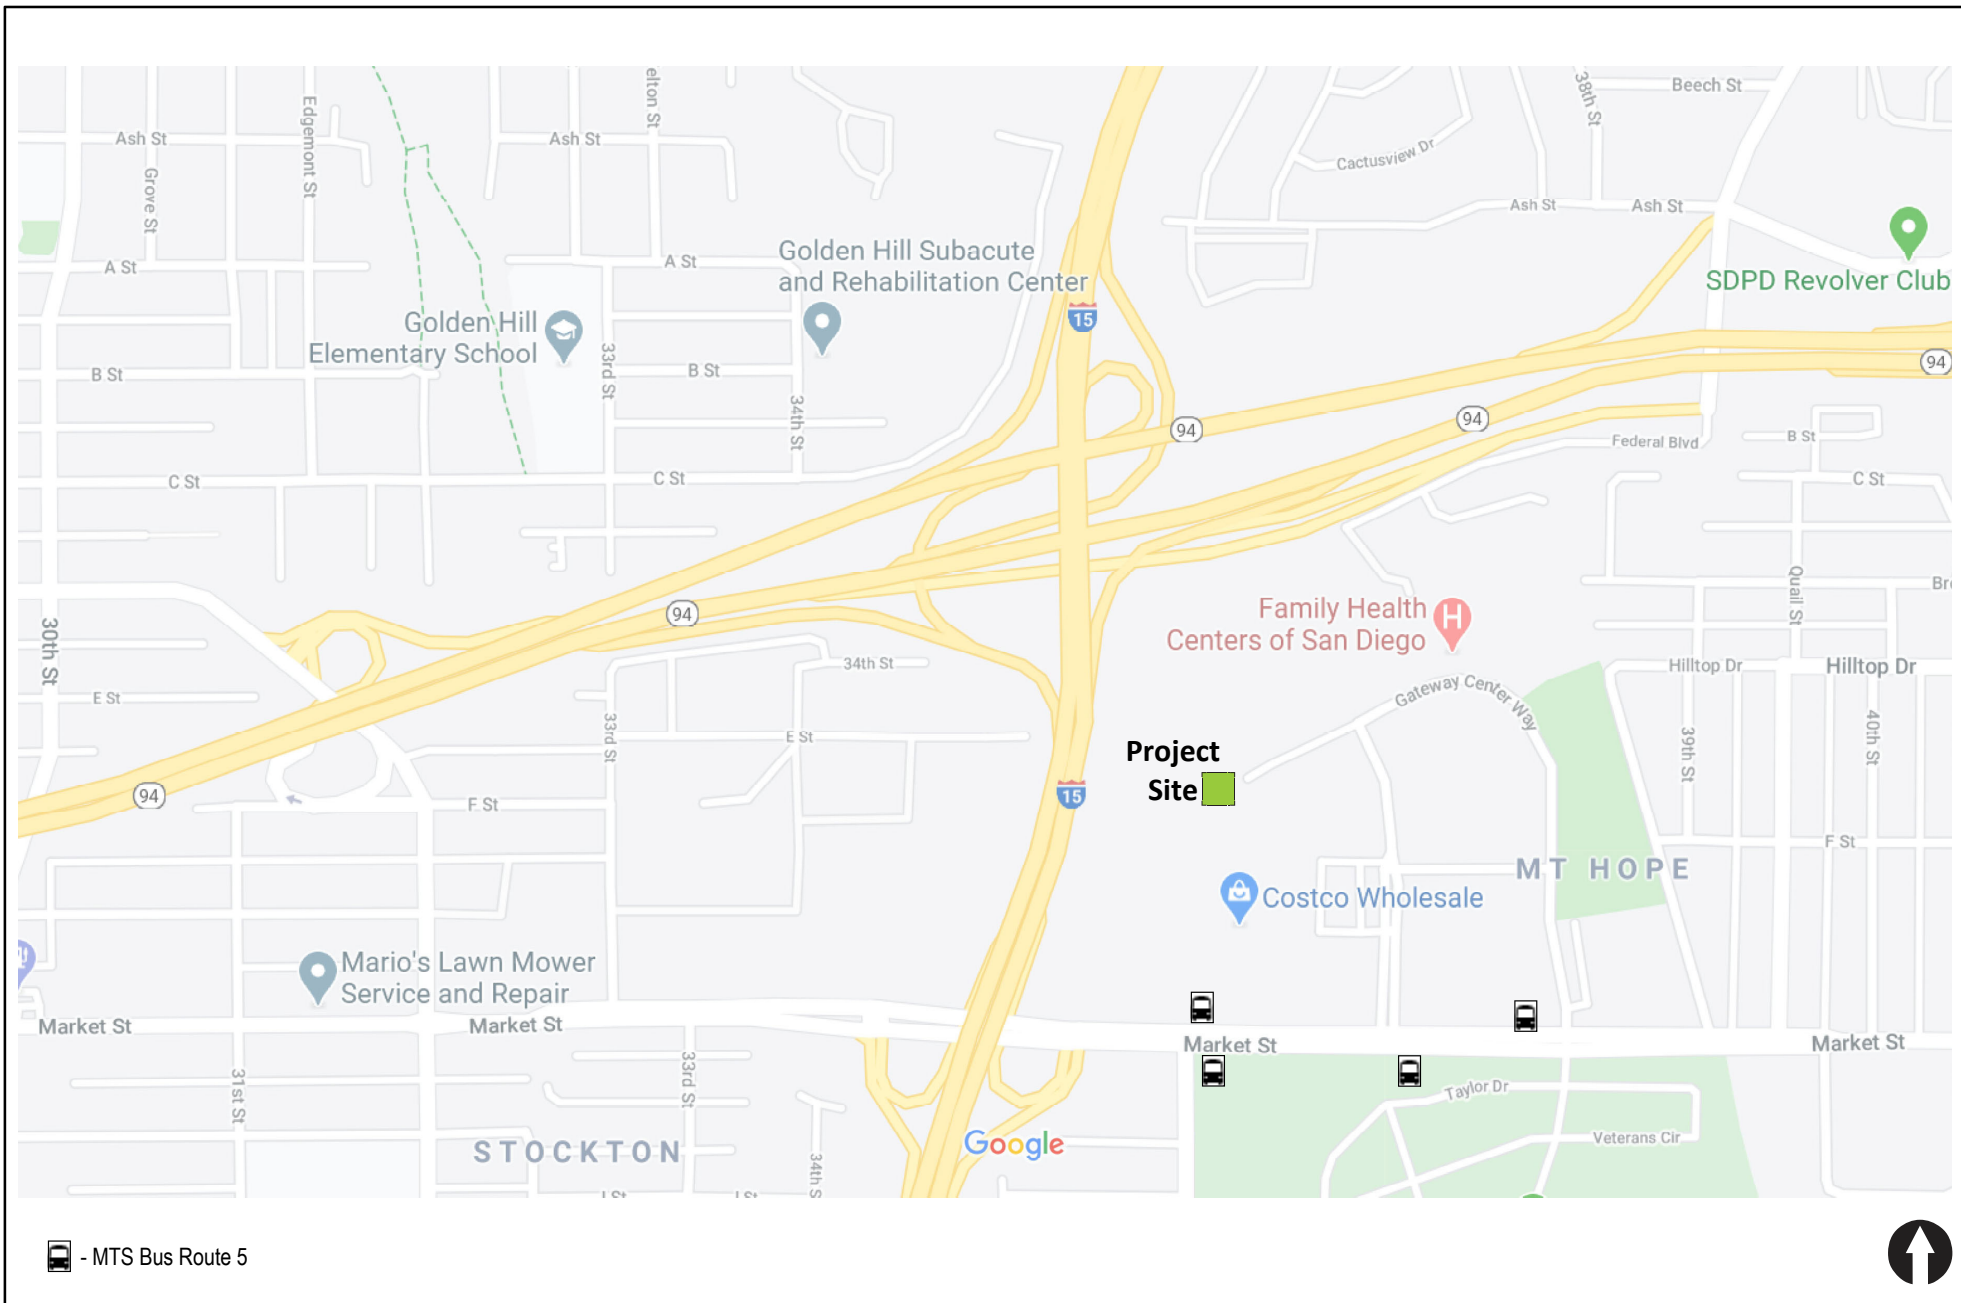 elton St
38th St
Beech St
Edgemont St
Ash St
Ash St
Cactusview Dr
Grove St
Ash St
Ash St
A St
A St
Golden Hill Subacute
and Rehabilitation Center
SDPD Revolver Club
15
Golden Hill
Elementary School
33rd St
B St
B St
94
34th St
94
94
Federal Blvd
B St
C St
C St
C St
Quail St
Br
94
Family Health
Centers of San Diego
30th St
34th St
Hilltop Dr
Hilltop Dr
E St
Gateway Center Way
33rd St
E St
39th St
40th St
Project
Site
94
15
F St
F St
MT HOPE
Costco Wholesale
Mario's Lawn Mower
Service and Repair
Market St
Market St
Market St
Market St
31st St
33rd St
Taylor Dr
Veterans Cir
STOCKTON
Google
34th S
- MTS Bus Route 5